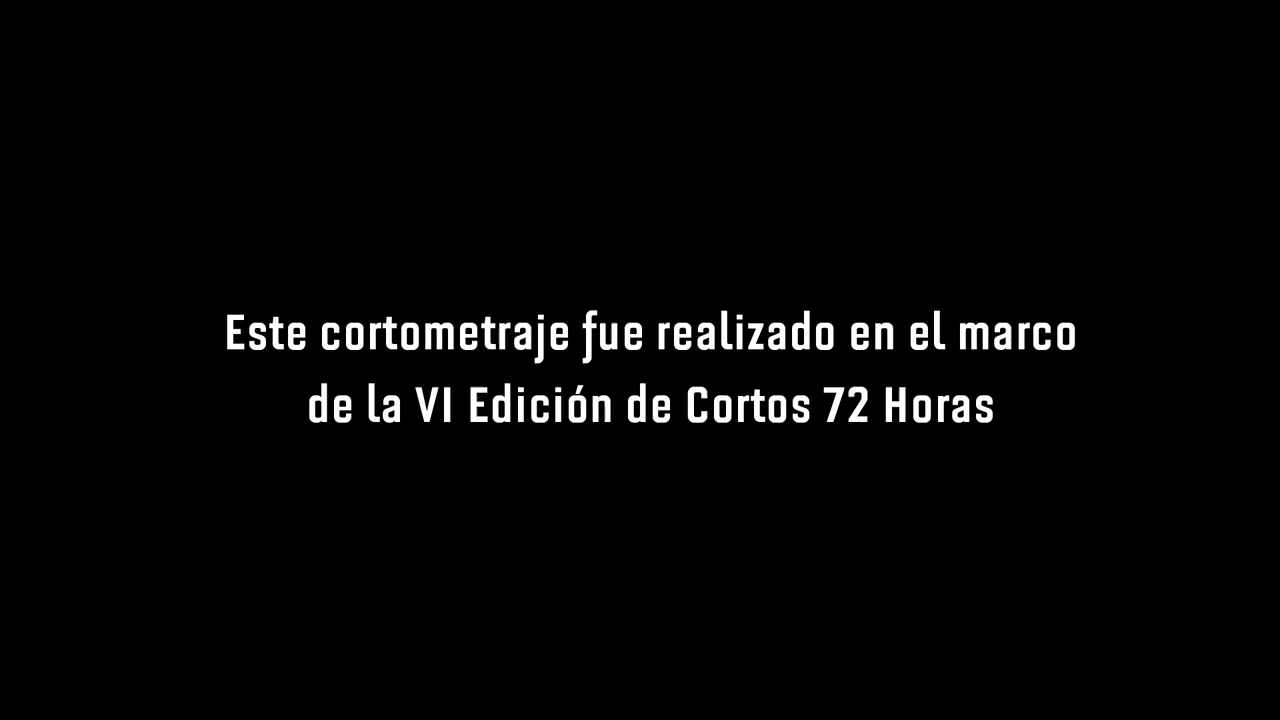 Este cortometraje fue realizado en el marco
de la VI Edición de Cortos 72 Horas